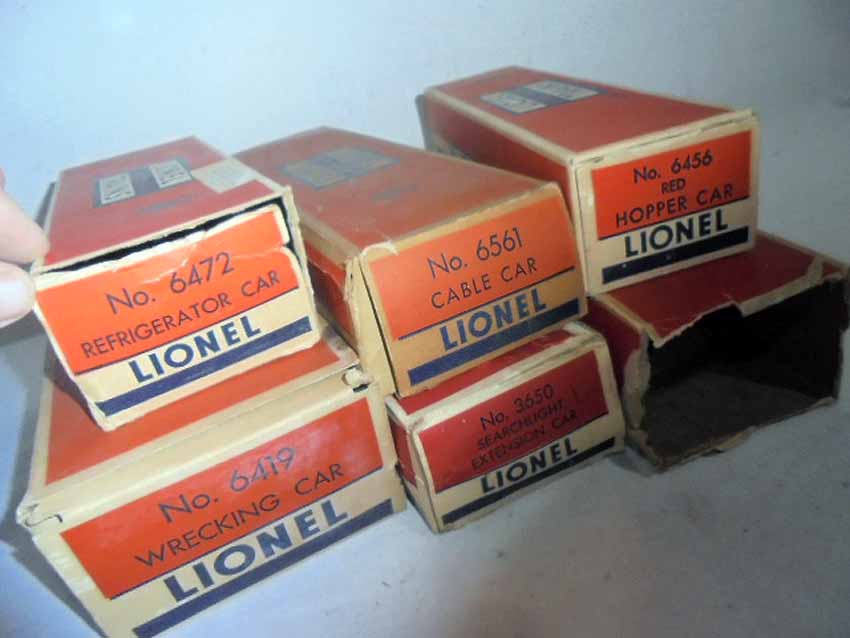 No. 6472
REFRIGERATOR CAR
LIONEL
No. 6561
CABLE CAR
LIONEL
No. 6456
RED
HOPPER CAR
LIONEL
No. 6419
WRECKING CAR
LIONEL
No. 3650
SEARCHLIGHT
EXTENSION CAR
LIONEL